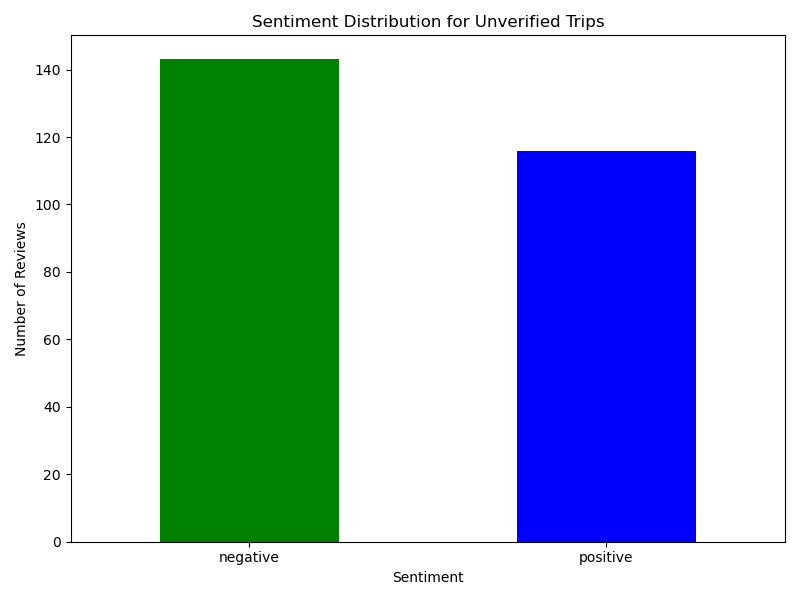 Sentiment Distribution for Unverified Trips
140
120
100
80
60
40
20
0
Number of Reviews
negative
positive
Sentiment